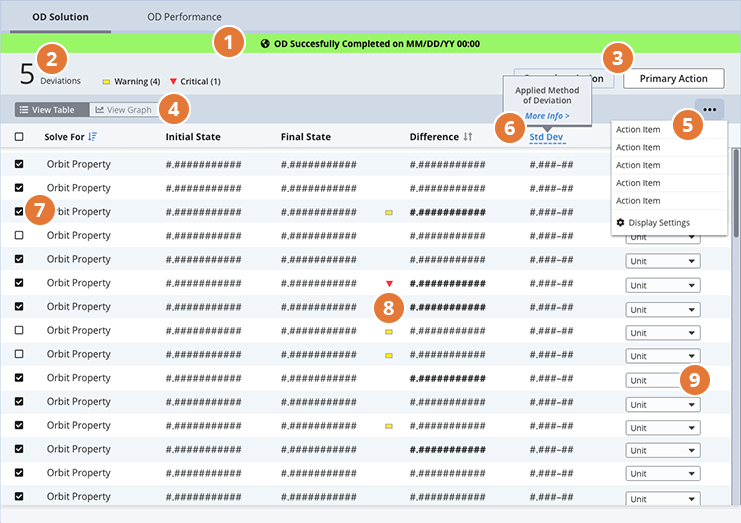 OD Solution
OD Performance
1
OD Succesfully Completed on MM/DD/YY 00:00
2
5
Deviations
Warning (4)
Critical (1)
3
Primary Action
Applied Method
of Deviation
More Info >
View Table
View Graph
4
•••
5
6
Solve For
Initial State
Final State
Difference
Std Dev
Action Item
Action Item
Action Item
Action Item
Action Item
Display Settings
Orbit Property #.########### #.########### #.########### #.###-##
Orbit Property #.########### #.########### #.########### #.###-##
7
Property #.########### #.########### #.########### #.###-##
Orbit Property #.########### #.########### #.########### #.###-## Unit
Orbit Property #.########### #.########### #.########### #.###-## Unit
Orbit Property #.########### #.########### #.########### #.###-## Unit
Orbit Property #.########### #.########### #.########### #.###-## Unit
8
Orbit Property #.########### #.########### #.########### #.###-## Unit
Orbit Property #.########### #.########### #.########### #.###-## Unit
Orbit Property #.########### #.########### #.########### #.###-## Unit
9
Orbit Property #.########### #.########### #.########### #.###-## Unit
Orbit Property #.########### #.########### #.########### #.###-## Unit
Orbit Property #.########### #.########### #.########### #.###-## Unit
Orbit Property #.########### #.########### #.########### #.###-## Unit
Orbit Property #.########### #.########### #.########### #.###-## Unit